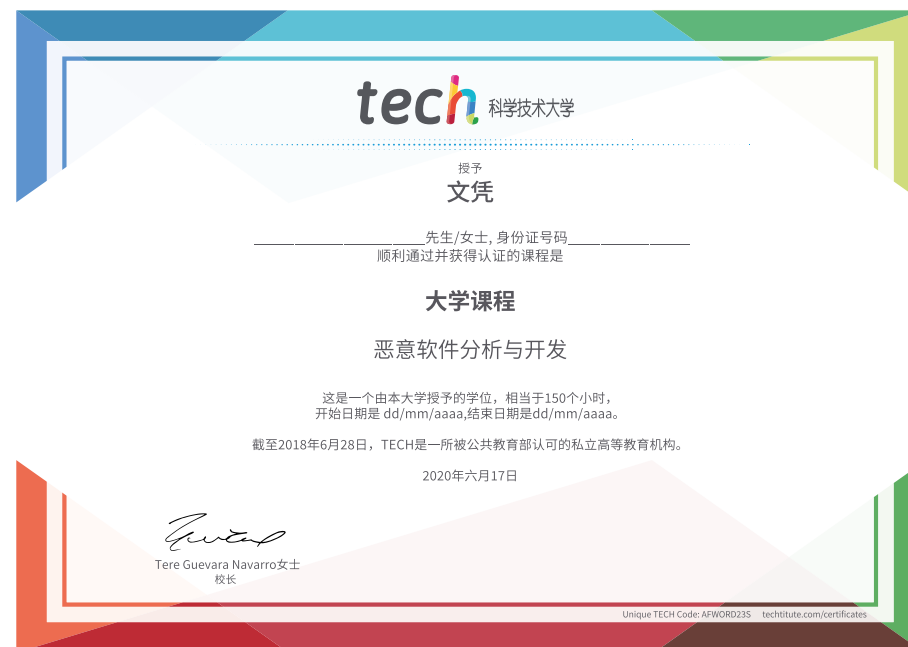 tech 科学技术大学
授予
文凭
____________________先生/女士, 身份证号码______________
顺利通过并获得认证的课程是
大学课程
恶意软件分析与开发
这是一个由本大学授予的学位，相当于150个小时，
开始日期是 dd/mm/aaaa,结束日期是dd/mm/aaaa。
截至2018年6月28日，TECH是一所被公共教育部认可的私立高等教育机构。
2020年六月17日
Tere Guevara Navarro女士
校长
Unique TECH Code: AFWORD23S techtitute.com/certificates